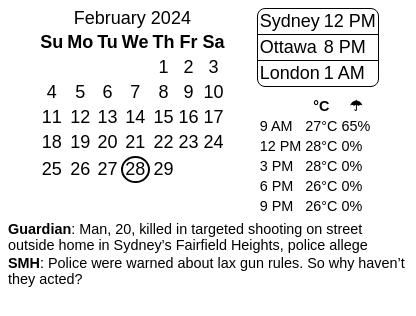 February 2024
Su Mo Tu We Th Fr Sa
1 2 3
4 5 6 7 8 9 10
11 12 13 14 15 16 17
18 19 20 21 22 23 24
25 26 27 28 29
Sydney 12 PM
Ottawa 8 PM
London 1 AM
°C ☂
9 AM 27°C 65%
12 PM 28°C 0%
3 PM 28°C 0%
6 PM 26°C 0%
9 PM 26°C 0%
Guardian: Man, 20, killed in targeted shooting on street
outside home in Sydney’s Fairfield Heights, police allege
SMH: Police were warned about lax gun rules. So why haven’t
they acted?